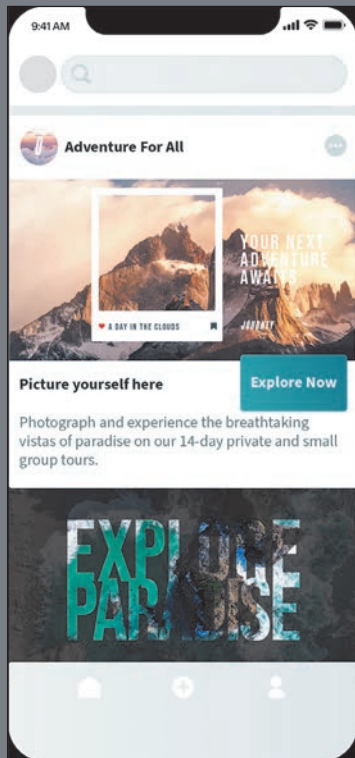 9:41 AM
Adventure For All
YOUR NEXT
ADVENTURE
AWAITS
A DAY IN THE CLOUDS
JOURNEY
Picture yourself here
Explore Now
Photograph and experience the breathtaking
vistas of paradise on our 14-day private and small
group tours.
EXPLORE
PARADISE